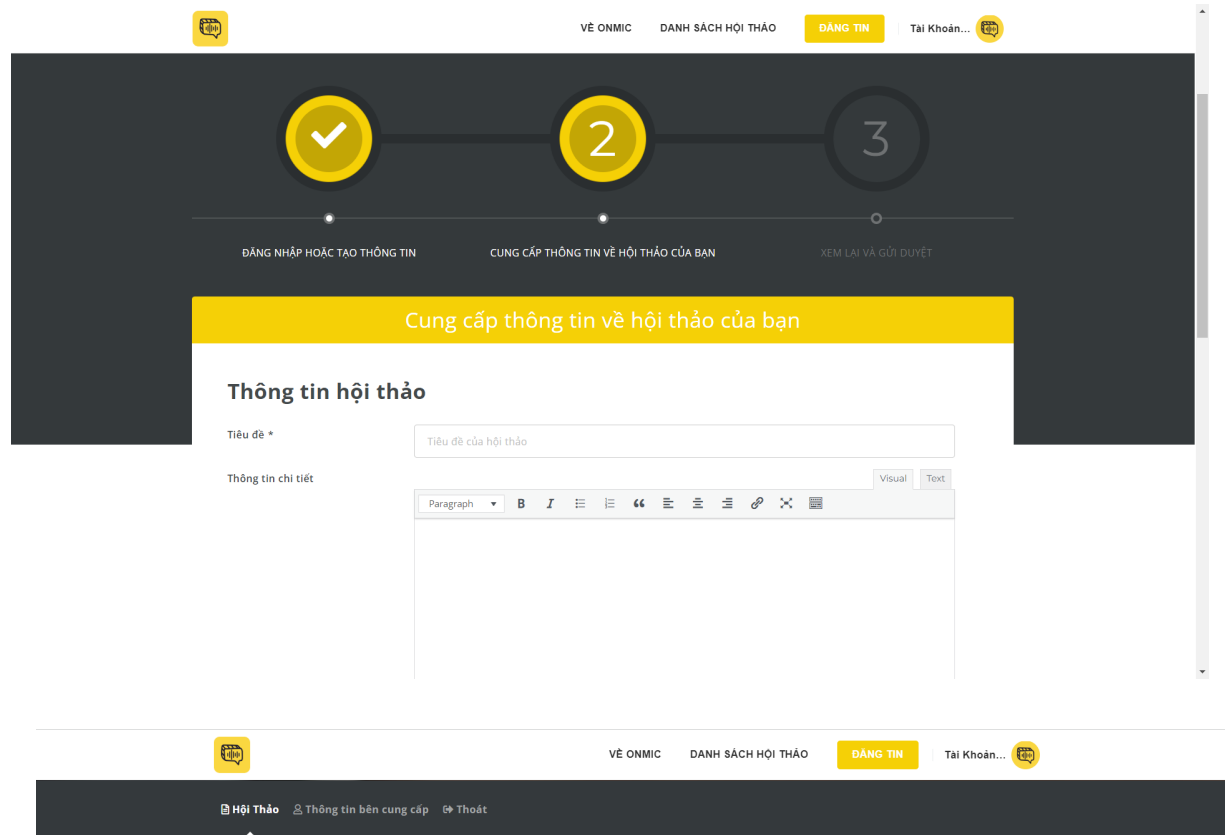 VỀ ONMIC DANH SÁCH HỘI THẢO ĐĂNG TIN Tài Khoản...
2 3
ĐĂNG NHẬP HOẶC TẠO THÔNG TIN CUNG CẤP THÔNG TIN VỀ HỘI THẢO CỦA BẠN XEM LẠI VÀ GỬI DUYỆT
Cung cấp thông tin về hội thảo của bạn
Thông tin hội thảo
Tiêu đề * Tiêu đề của hội thảo
Thông tin chi tiết Visual Text
Paragraph B I
VỀ ONMIC DANH SÁCH HỘI THẢO ĐĂNG TIN Tài Khoản...
Hội Thảo Thông tin bên cung cấp Thoát